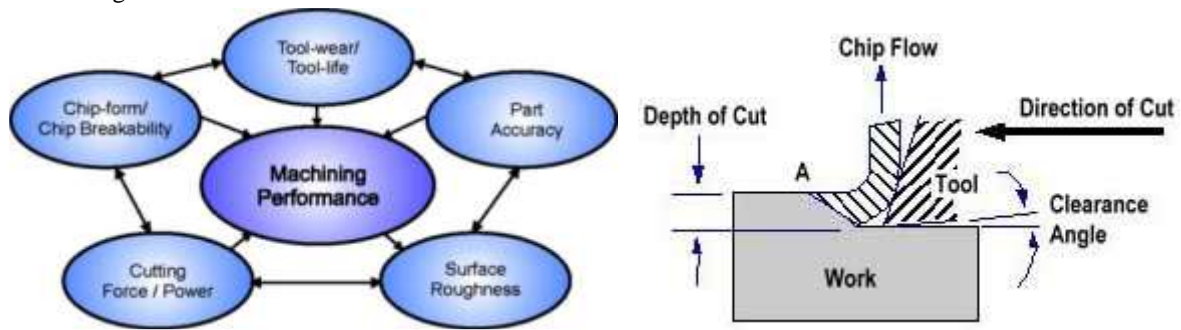 Tool-wear/
Tool-life
Chip-form/
Chip Breakability
Part
Accuracy
Machining
Performance
Cutting
Force / Power
Surface
Roughness
Chip Flow
Depth of Cut
Direction of Cut
A
Tool
Clearance
Angle
Work